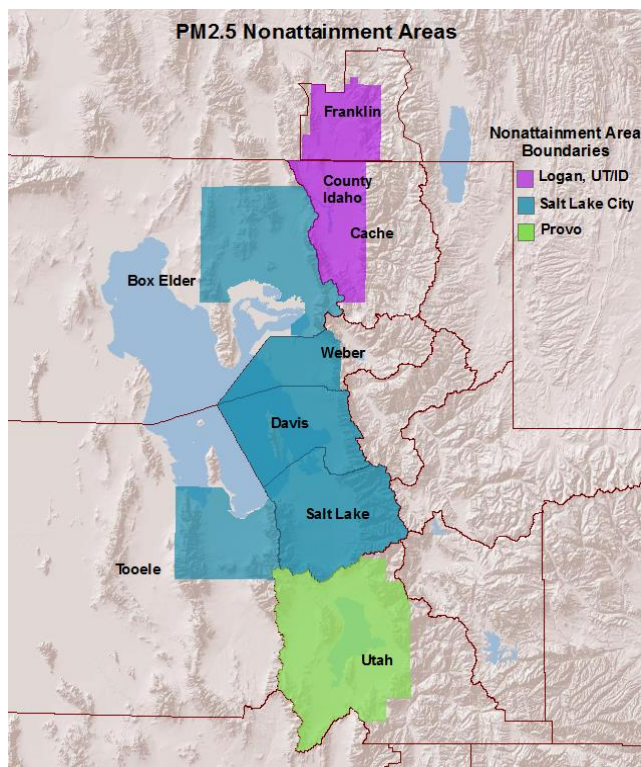 PM2.5 Nonattainment Areas
Franklin
Nonattainment Area
Boundaries
Logan, UT/ID
Salt Lake City
Provo
County
Idaho
Cache
Box Elder
Weber
Davis
Salt Lake
Tooele
Utah